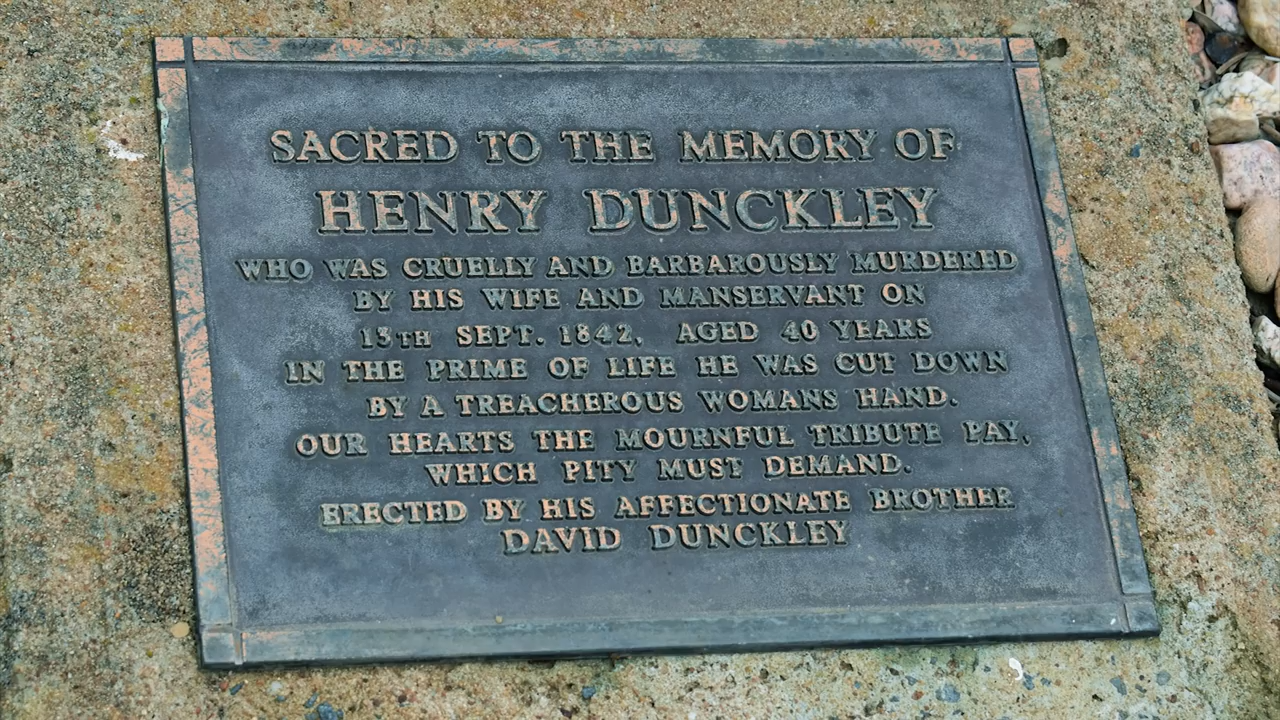 SACRED TO THE MEMORY OF
HENRY DUNCKLEY
WHO WAS CRUELLY AND BARBAROUSLY MURDERED
BY HIS WIFE AND MANSERVANT ON
13TH SEPT. 1842, AGED 40 YEARS
IN THE PRIME OF LIFE HE WAS CUT DOWN
BY A TREACHEROUS WOMANS HAND.
OUR HEARTS THE MOURNFUL TRIBUTE PAY,
WHICH PITY MUST DEMAND.
ERECTED BY HIS AFFECTIONATE BROTHER
DAVID DUNCKLEY